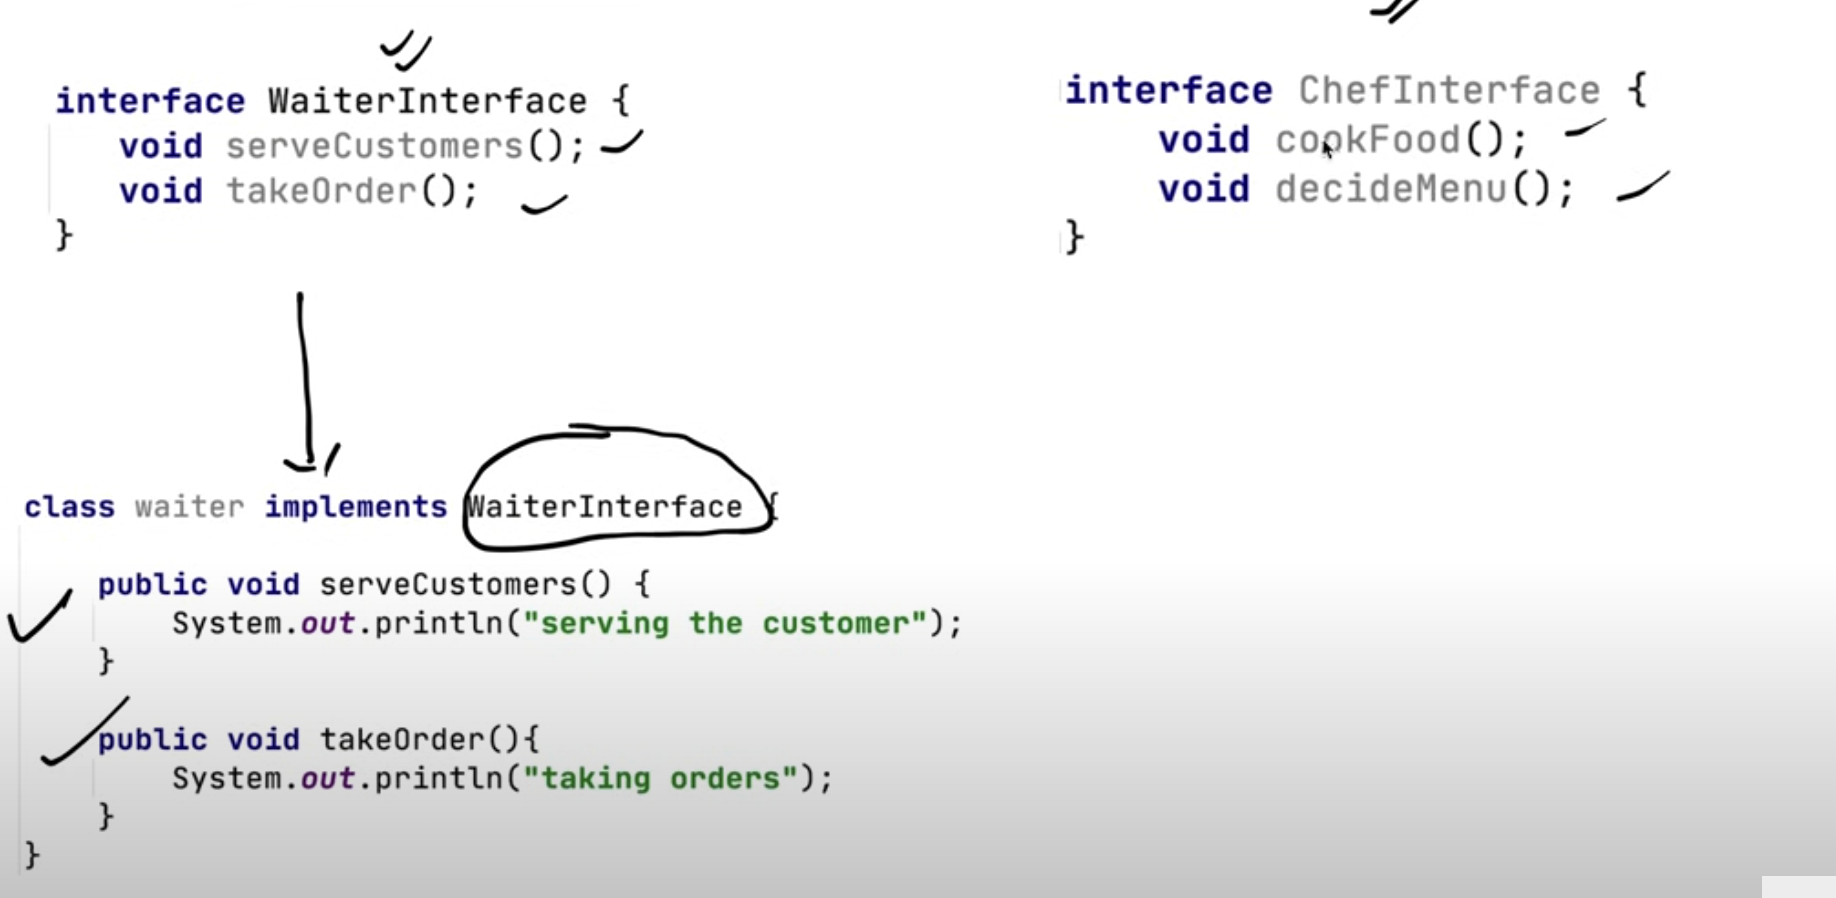 interface WaiterInterface {
void serveCustomers();
void takeOrder();
}
interface ChefInterface {
void cookFood();
void decideMenu();
}
class waiter implements WaiterInterface {
public void serveCustomers() {
System.out.println("serving the customer");
}
public void takeOrder(){
System.out.println("taking orders");
}
}